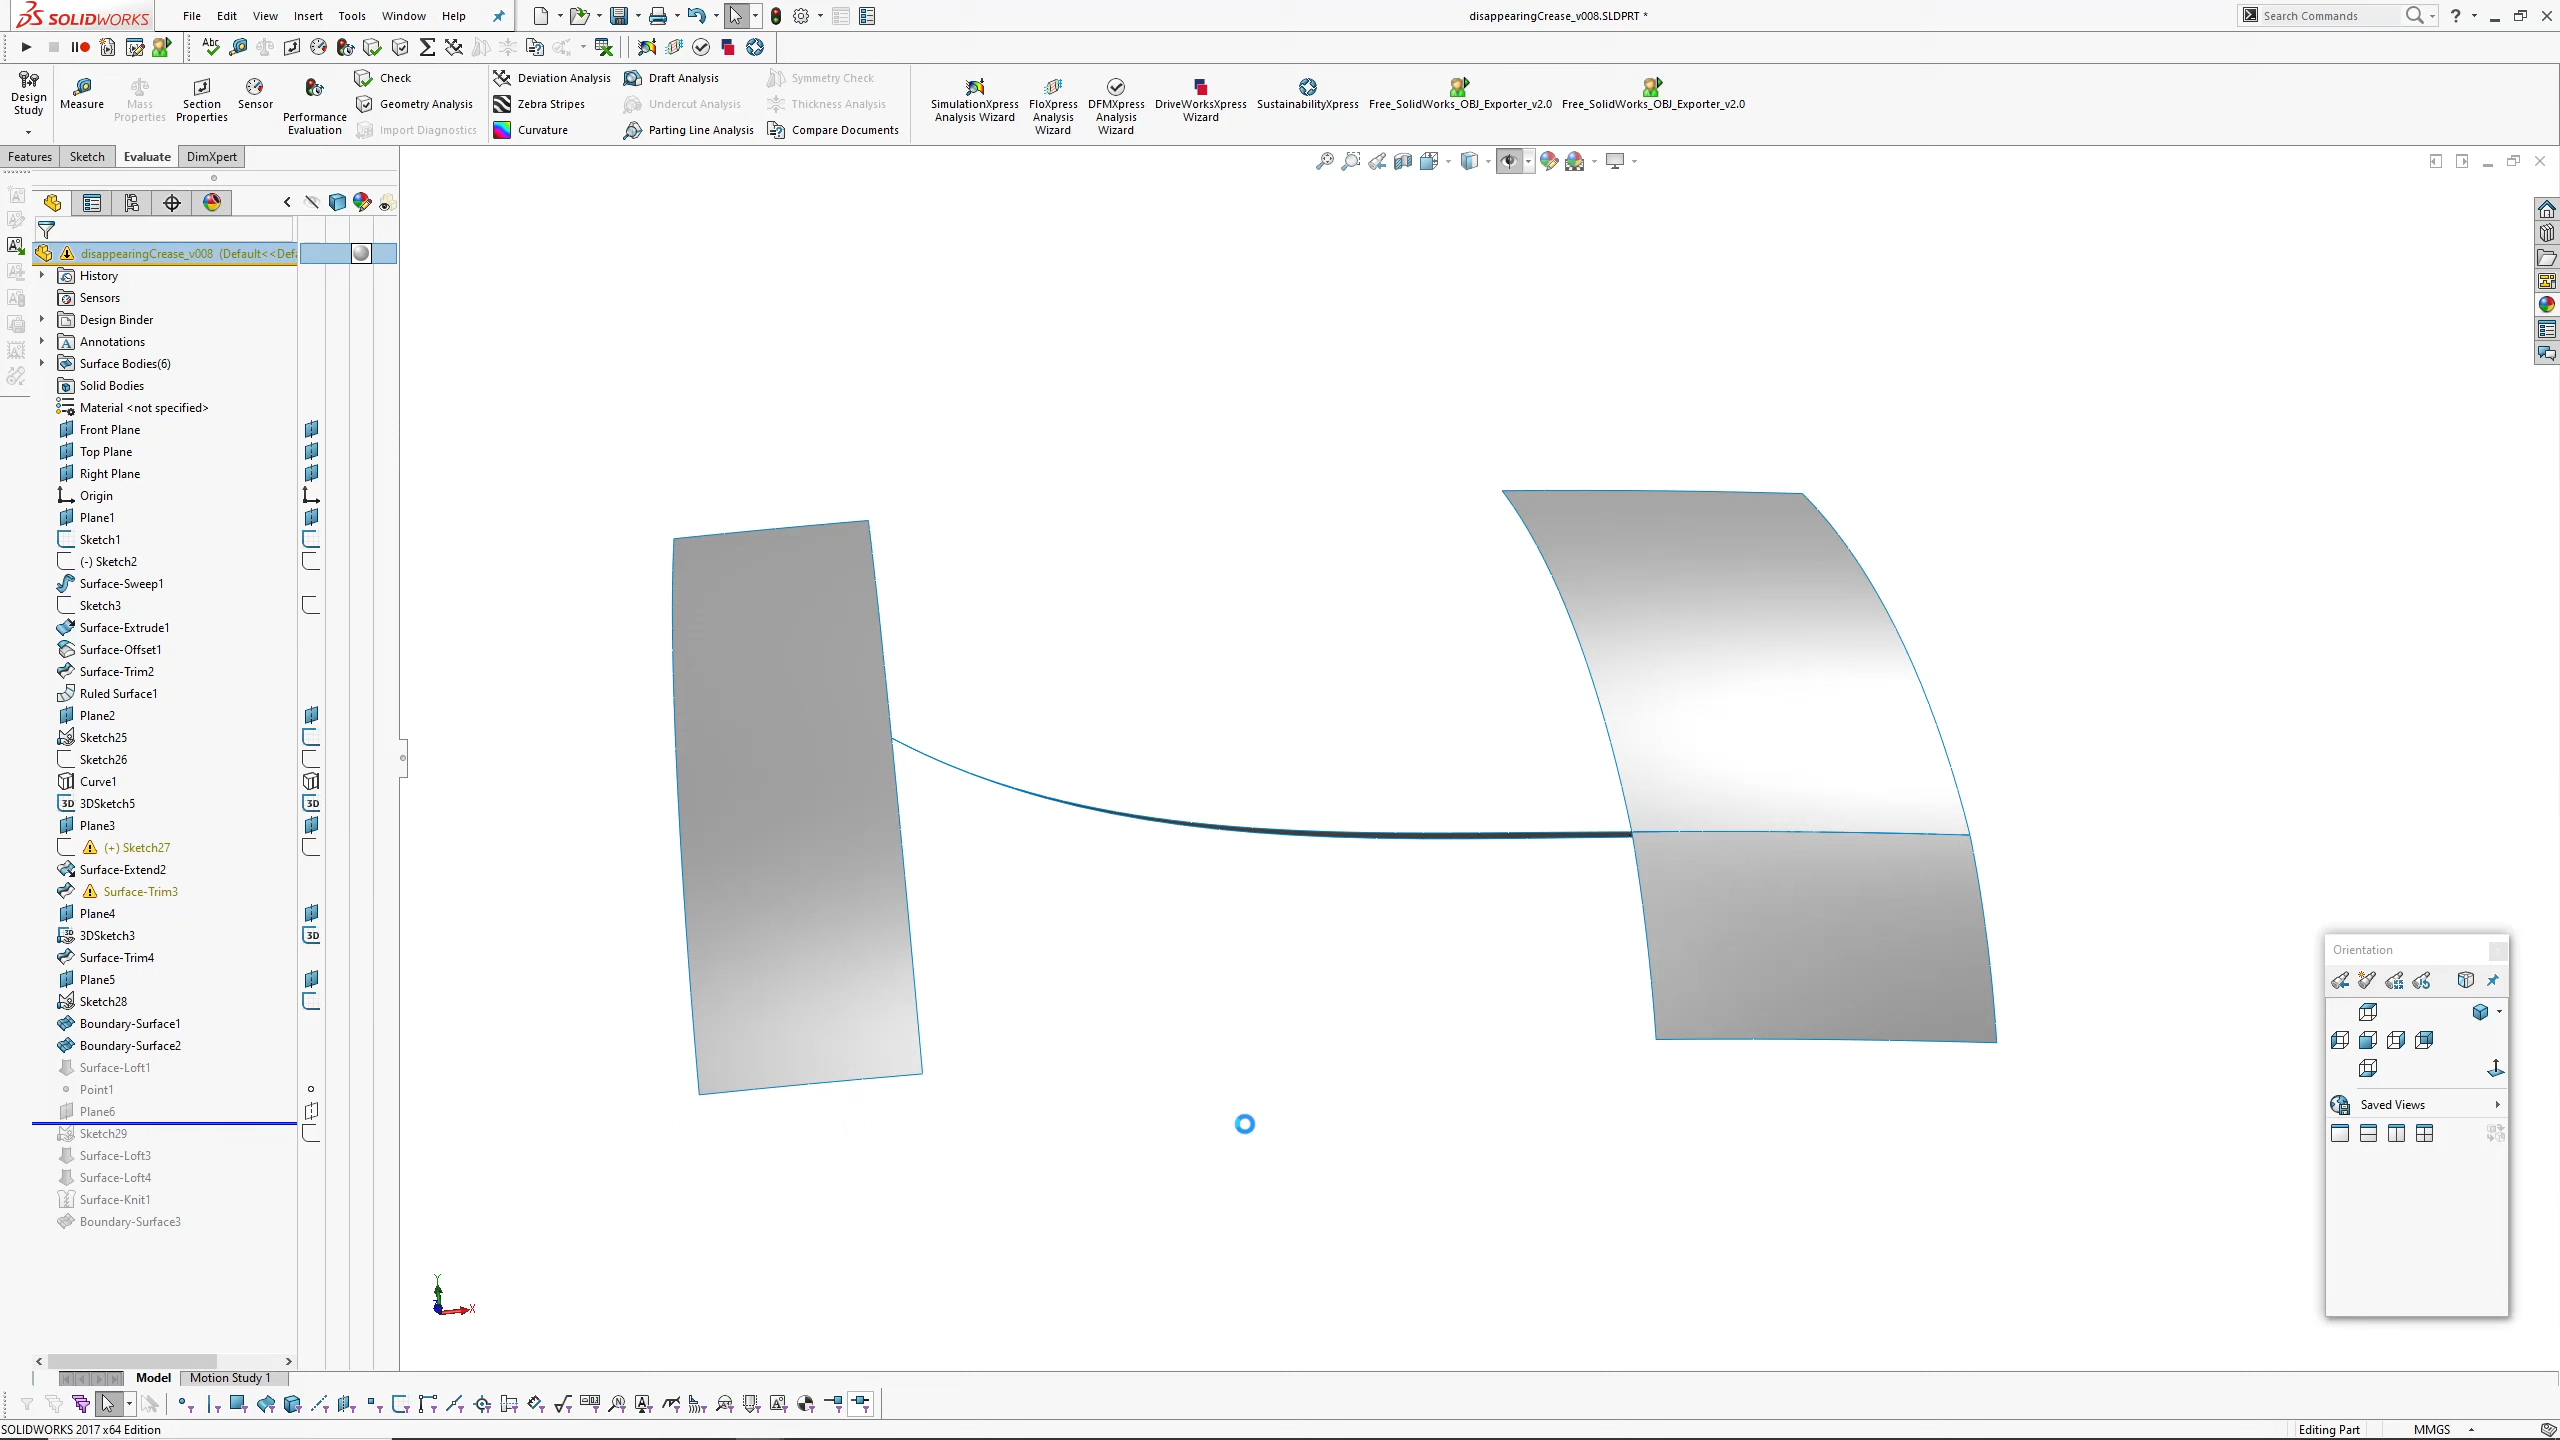 SOLIDWORKS
File Edit View Insert Tools Window Help
disappearingCrease_v008.SLDPRT *
Search Commands
Design Study
Measure
Mass Properties
Section Properties
Sensor
Performance Evaluation
Check
Geometry Analysis
Import Diagnostics
Deviation Analysis
Zebra Stripes
Curvature
Draft Analysis
Undercut Analysis
Parting Line Analysis
Symmetry Check
Thickness Analysis
Compare Documents
SimulationXpress Analysis Wizard
FloXpress Analysis Wizard
DFMXpress Analysis Wizard
DriveWorksXpress Wizard
SustainabilityXpress
Free_SolidWorks_OBJ_Exporter_v2.0
Free_SolidWorks_OBJ_Exporter_v2.0
Features Sketch Evaluate DimXpert
disappearingCrease_v008 (Default<<Def
History
Sensors
Design Binder
Annotations
Surface Bodies(6)
Solid Bodies
Material <not specified>
Front Plane
Top Plane
Right Plane
Origin
Plane1
Sketch1
(-) Sketch2
Surface-Sweep1
Sketch3
Surface-Extrude1
Surface-Offset1
Surface-Trim2
Ruled Surface1
Plane2
Sketch25
Sketch26
Curve1
3DSketch5
Plane3
(+) Sketch27
Surface-Extend2
Surface-Trim3
Plane4
3DSketch3
Surface-Trim4
Plane5
Sketch28
Boundary-Surface1
Boundary-Surface2
Surface-Loft1
Point1
Plane6
Sketch29
Surface-Loft3
Surface-Loft4
Surface-Knit1
Boundary-Surface3
Orientation
Saved Views
Y
X
Model Motion Study 1
SOLIDWORKS 2017 x64 Edition
Editing Part
MMGS